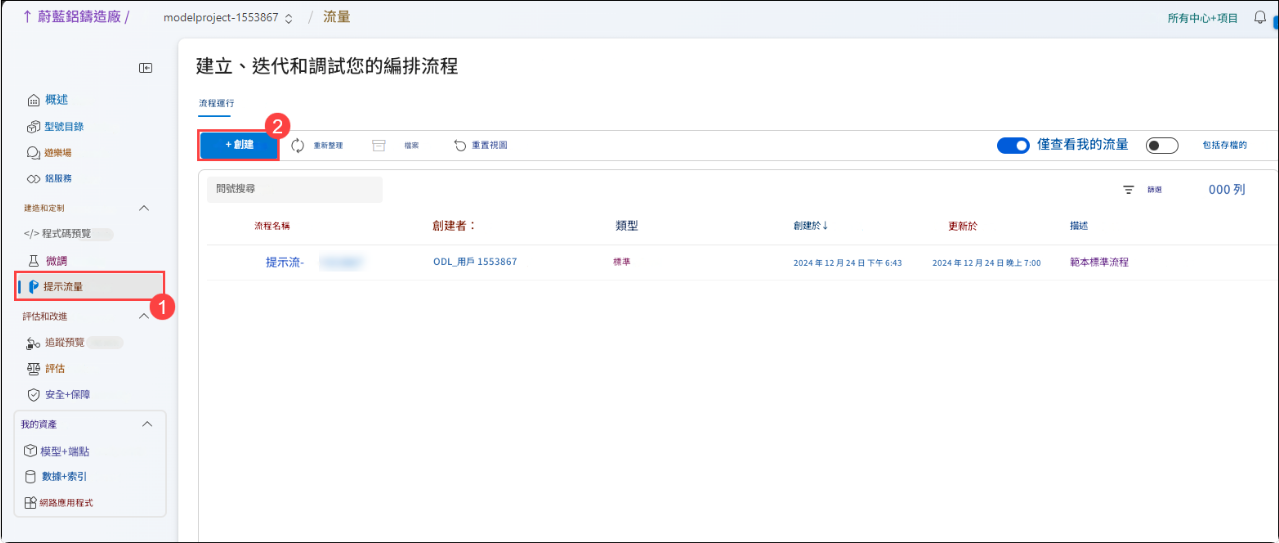 ↑ 蔚藍鋁鑄造廠 / modelproject-1553867 / 流量 所有中心+項目
建立、迭代和調試您的編排流程
流程運行
+ 創建 2 重新整理 檔案 重置視圖 僅查看我的流量 包括存檔的
問號搜尋 篩選 000 列
流程名稱 創建者： 類型 創建於↓ 更新於 描述
提示流- ODL_用戶 1553867 標準 2024 年 12 月 24 日 下午 6:43 2024 年 12 月 24 日 晚上 7:00 範本標準流程
概述
型號目錄
遊樂場
鋁服務
建造和定制
</> 程式碼預覽
微調
提示流量
1
評估和改進
追蹤預覽
評估
安全+保障
我的資產
模型+端點
數據+索引
網路應用程式